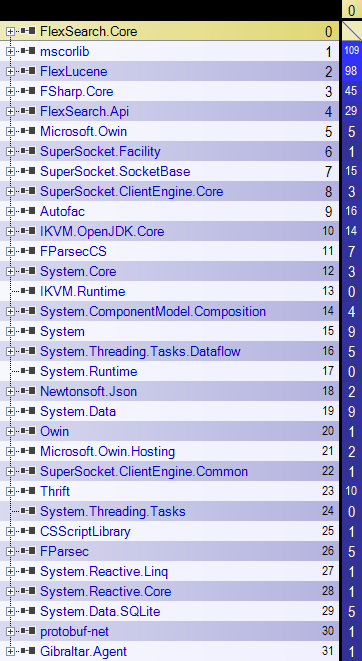 0
FlexSearch.Core 0
mscorlib 1 109
FlexLucene 2 98
FSharp.Core 3 45
FlexSearch.Api 4 29
Microsoft.Owin 5 5
SuperSocket.Facility 6 1
SuperSocket.SocketBase 7 15
SuperSocket.ClientEngine.Core 8 3
Autofac 9 16
IKVM.OpenJDK.Core 10 14
FParsecCS 11 7
System.Core 12 3
IKVM.Runtime 13 0
System.ComponentModel.Composition 14 4
System 15 9
System.Threading.Tasks.Dataflow 16 5
System.Runtime 17 0
Newtonsoft.Json 18 2
System.Data 19 9
Owin 20 1
Microsoft.Owin.Hosting 21 2
SuperSocket.ClientEngine.Common 22 1
Thrift 23 10
System.Threading.Tasks 24 0
CSScriptLibrary 25 1
FParsec 26 5
System.Reactive.Linq 27 1
System.Reactive.Core 28 1
System.Data.SQLite 29 5
protobuf-net 30 1
Gibraltar.Agent 31 1